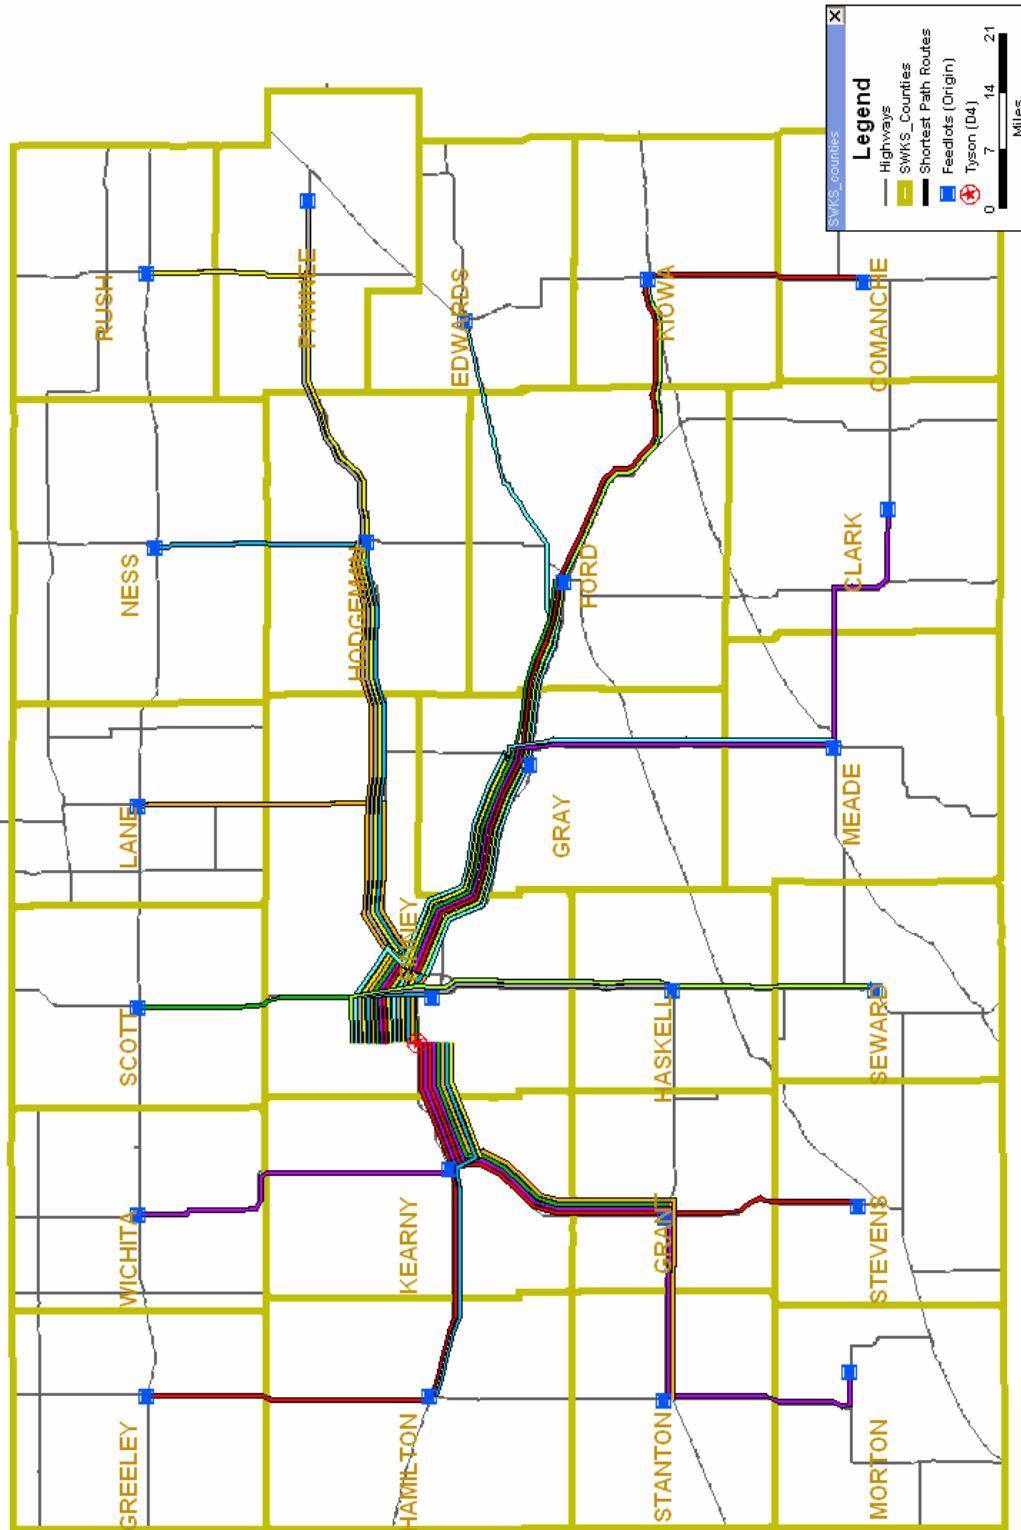 GREELEY
WICHITA
SCOTT
LANE
NESS
RUSH
HAMILTON
KEARNY
FINNEY
HODGEMAN
PAWNEE
EDWARDS
STANTON
GRANT
HASKELL
GRAY
FORD
KIOWA
MORTON
STEVENS
SEWARD
MEADE
CLARK
COMANCHE
SWKS_counties
Legend
Highways
SWKS_Counties
Shortest Path Routes
Feedlots (Origin)
Tyson (D4)
0 7 14 21
Miles